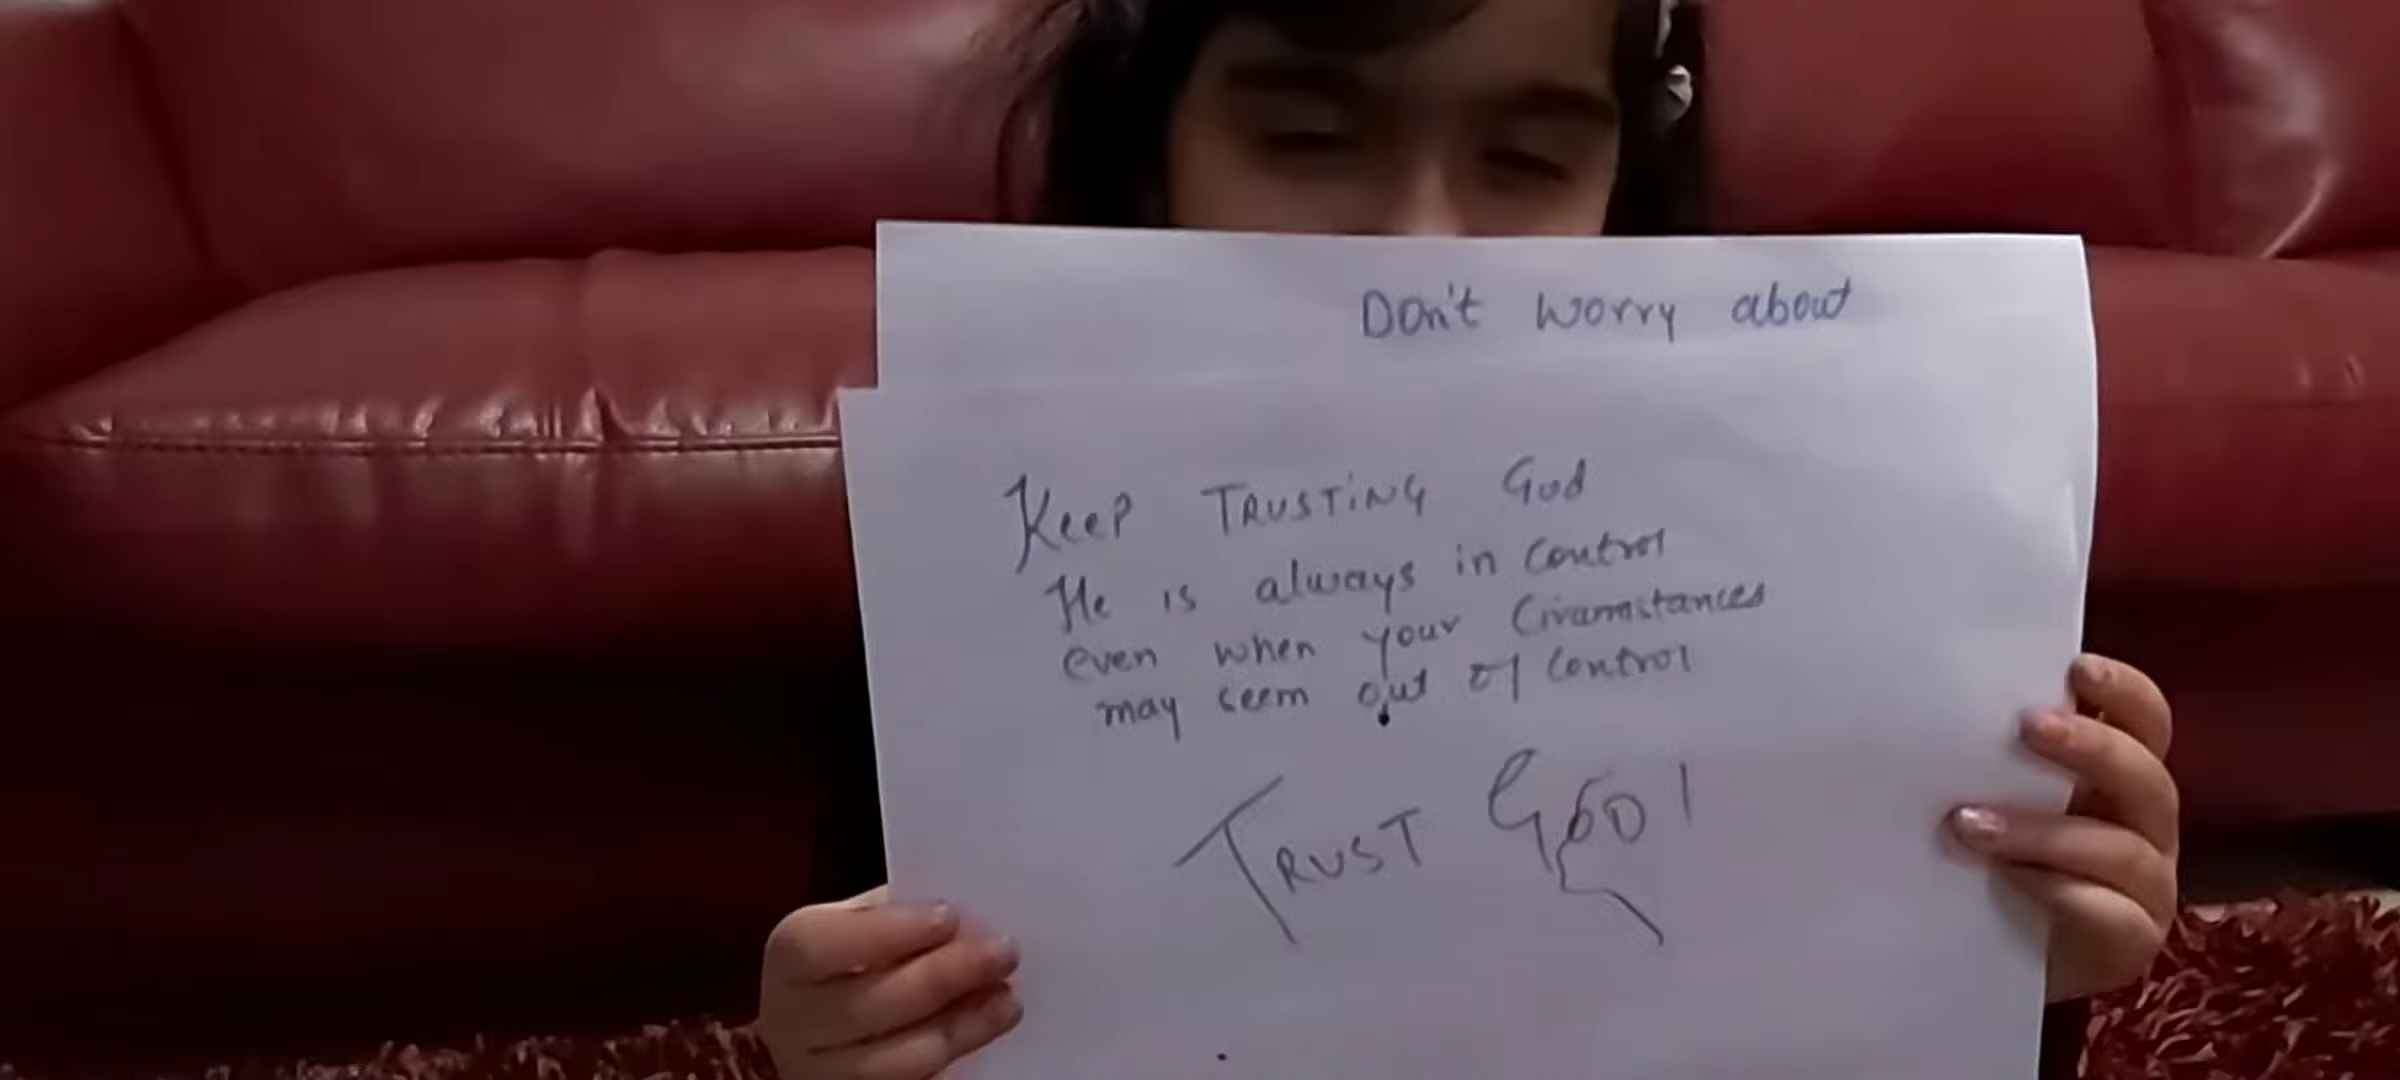 Don't worry about
Keep TRUSTING God
He is always in control
even when your Circumstances
may seem out of control
TRUST GOD!